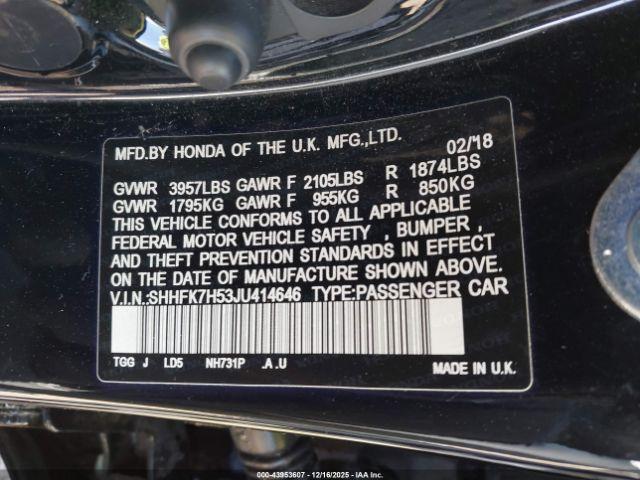 MFD.BY HONDA OF THE U.K. MFG.,LTD. 02/'18
GVWR 3957LBS GAWR F 2105LBS R 1874LBS
GVWR 1795KG GAWR F 955KG R 850KG
THIS VEHICLE CONFORMS TO ALL APPLICABLE
FEDERAL MOTOR VEHICLE SAFETY , BUMPER ,
AND THEFT PREVENTION STANDARDS IN EFFECT
ON THE DATE OF MANUFACTURE SHOWN ABOVE.
V.I.N.:SHHFK7H53JU414646 TYPE:PASSENGER CAR
TGG J LD5 NH731P .A.U MADE IN U.K.
000-43953607 - 12/16/2025 - IAAI.COM